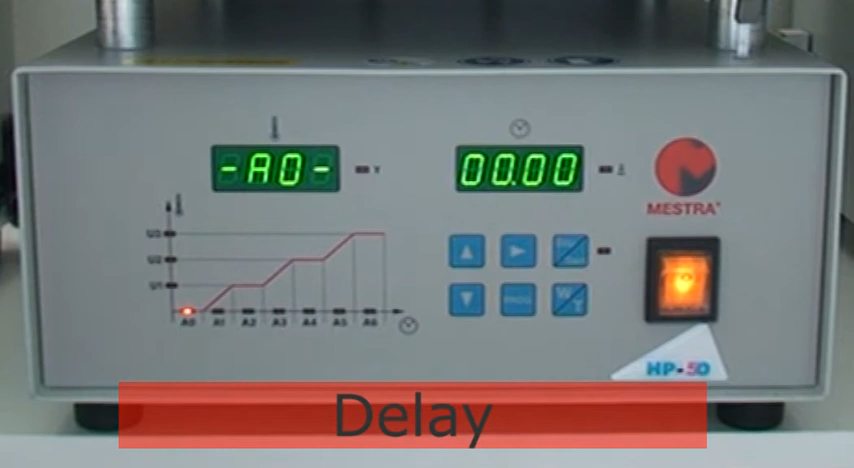 -A0-
00.00
MESTRA
U3
U2
U1
A0 A1 A2 A3 A4 A5 A6
PROG
HP-50
Delay